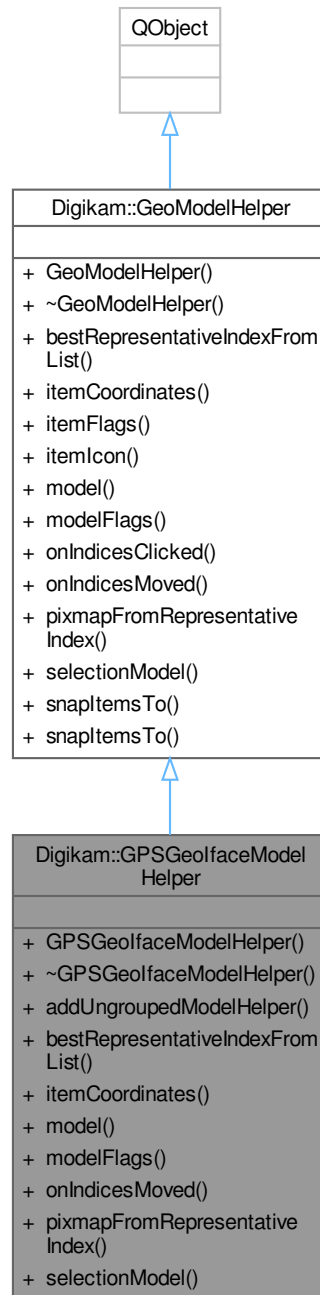 QObject
Digikam::GeoModelHelper
+ GeoModelHelper()
+ ~GeoModelHelper()
+ bestRepresentativeIndexFrom
List()
+ itemCoordinates()
+ itemFlags()
+ itemIcon()
+ model()
+ modelFlags()
+ onIndicesClicked()
+ onIndicesMoved()
+ pixmapFromRepresentative
Index()
+ selectionModel()
+ snapItemsTo()
+ snapItemsTo()
Digikam::GPSGeoIfaceModel
Helper
+ GPSGeoIfaceModelHelper()
+ ~GPSGeoIfaceModelHelper()
+ addUngroupedModelHelper()
+ bestRepresentativeIndexFrom
List()
+ itemCoordinates()
+ model()
+ modelFlags()
+ onIndicesMoved()
+ pixmapFromRepresentative
Index()
+ selectionModel()